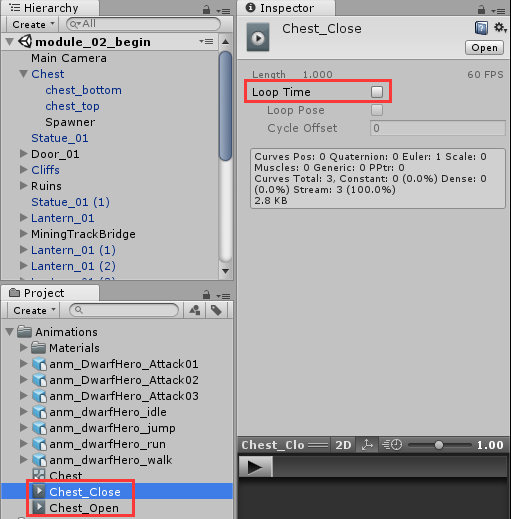 Hierarchy
Create
All
module_02_begin
Main Camera
Chest
chest_bottom
chest_top
Spawner
Statue_01
Door_01
Cliffs
Ruins
Statue_01 (1)
Lantern_01
MiningTrackBridge
Lantern_01 (1)
Lantern_01 (2)
Project
Create
Animations
Materials
anm_DwarfHero_Attack01
anm_DwarfHero_Attack02
anm_DwarfHero_Attack03
anm_dwarfHero_idle
anm_dwarfHero_jump
anm_dwarfHero_run
anm_dwarfHero_walk
Chest
Chest_Close
Chest_Open
Inspector
Chest_Close
Open
Length 1.000 60 FPS
Loop Time
Loop Pose
Cycle Offset 0
Curves Pos: 0 Quaternion: 0 Euler: 1 Scale: 0
Muscles: 0 Generic: 0 PPtr: 0
Curves Total: 3, Constant: 0 (0.0%) Dense: 0
(0.0%) Stream: 3 (100.0%)
2.8 KB
Chest_Clo 2D 1.00